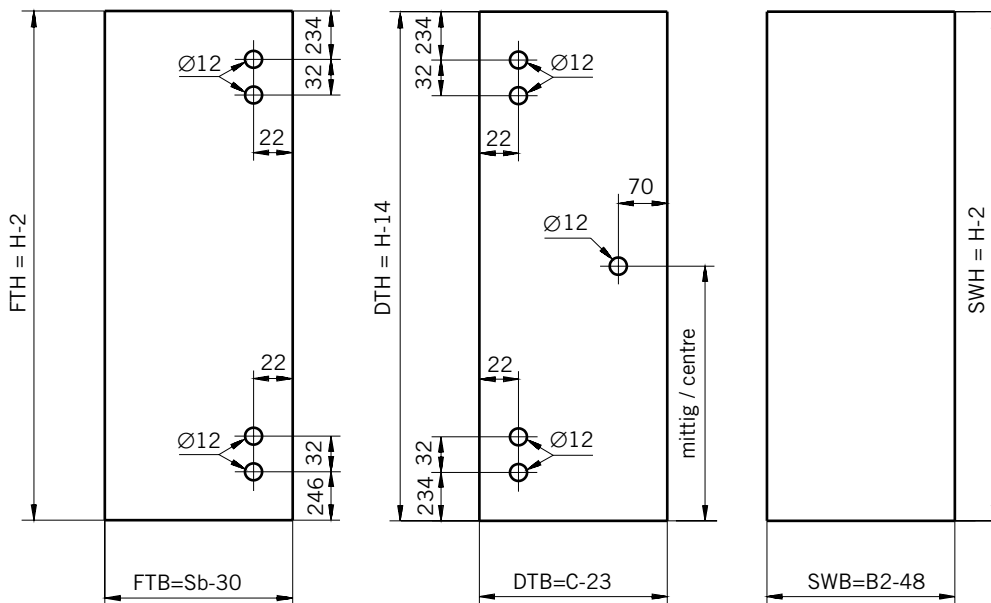 FTH = H-2
234
Ø12
32
22
22
Ø12
32
246
FTB=Sb-30
DTH = H-14
234
32
Ø12
22
70
Ø12
mittig / centre
22
32
Ø12
234
DTB=C-23
SWH = H-2
SWB=B2-48